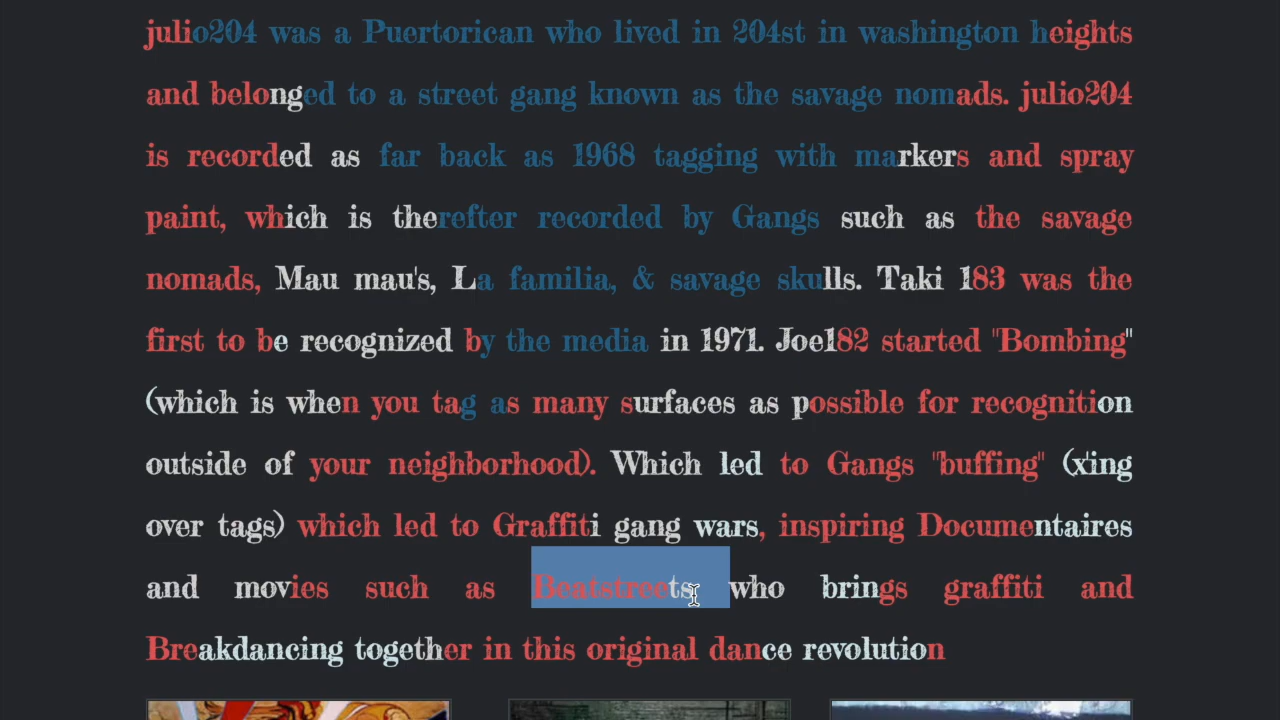 julio204 was a Puertorican who lived in 204st in washington heights
and belonged to a street gang known as the savage nomads. julio204
is recorded as far back as 1968 tagging with markers and spray
paint, which is therefter recorded by Gangs such as the savage
nomads, Mau mau's, La familia, & savage skulls. Taki 183 was the
first to be recognized by the media in 1971. Joe182 started "Bombing"
(which is when you tag as many surfaces as possible for recognition
outside of your neighborhood). Which led to Gangs "buffing" (x'ing
over tags) which led to Graffiti gang wars, inspiring Documentaires
and movies such as Beatstreets who brings graffiti and
Breakdancing together in this original dance revolution